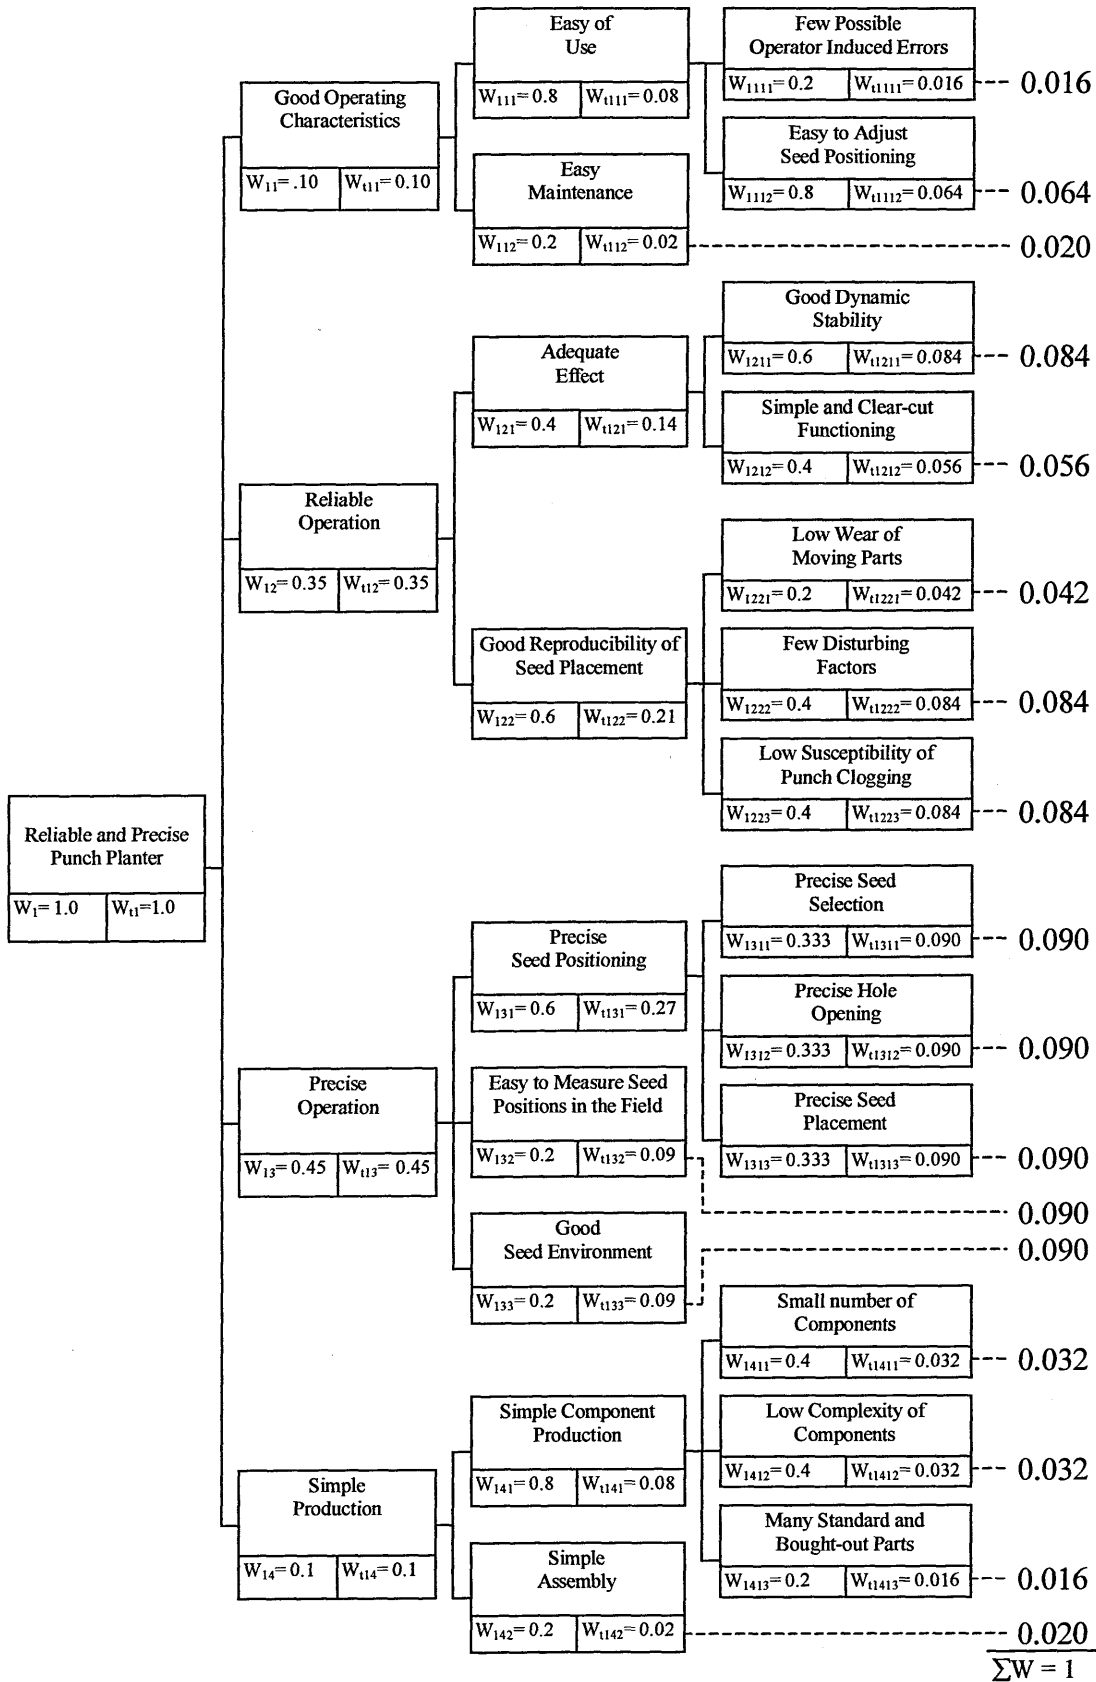 Easy of
Use
W111= 0.8 Wt111= 0.08
Few Possible
Operator Induced Errors
W1111= 0.2 Wt1111= 0.016
0.016
Good Operating
Characteristics
W11= .10 Wt11= 0.10
Easy to Adjust
Seed Positioning
W1112= 0.8 Wt1112= 0.064
0.064
Easy
Maintenance
W112= 0.2 Wt112= 0.02
0.020
Good Dynamic
Stability
W1211= 0.6 Wt1211= 0.084
0.084
Adequate
Effect
W121= 0.4 Wt121= 0.14
Simple and Clear-cut
Functioning
W1212= 0.4 Wt1212= 0.056
0.056
Reliable
Operation
W12= 0.35 Wt12= 0.35
Low Wear of
Moving Parts
W1221= 0.2 Wt1221= 0.042
0.042
Good Reproducibility of
Seed Placement
W122= 0.6 Wt122= 0.21
Few Disturbing
Factors
W1222= 0.4 Wt1222= 0.084
0.084
Low Susceptibility of
Punch Clogging
W1223= 0.4 Wt1223= 0.084
0.084
Reliable and Precise
Punch Planter
W1= 1.0 Wt1=1.0
Precise Seed
Selection
W1311= 0.333 Wt1311= 0.090
0.090
Precise
Seed Positioning
W131= 0.6 Wt131= 0.27
Precise Hole
Opening
W1312= 0.333 Wt1312= 0.090
0.090
Precise
Operation
W13= 0.45 Wt13= 0.45
Easy to Measure Seed
Positions in the Field
W132= 0.2 Wt132= 0.09
Precise Seed
Placement
W1313= 0.333 Wt1313= 0.090
0.090
0.090
Good
Seed Environment
W133= 0.2 Wt133= 0.09
0.090
Small number of
Components
W1411= 0.4 Wt1411= 0.032
0.032
Simple Component
Production
W141= 0.8 Wt141= 0.08
Low Complexity of
Components
W1412= 0.4 Wt1412= 0.032
0.032
Simple
Production
W14= 0.1 Wt14= 0.1
Many Standard and
Bought-out Parts
W1413= 0.2 Wt1413= 0.016
0.016
Simple
Assembly
W142= 0.2 Wt142= 0.02
0.020
∑W = 1